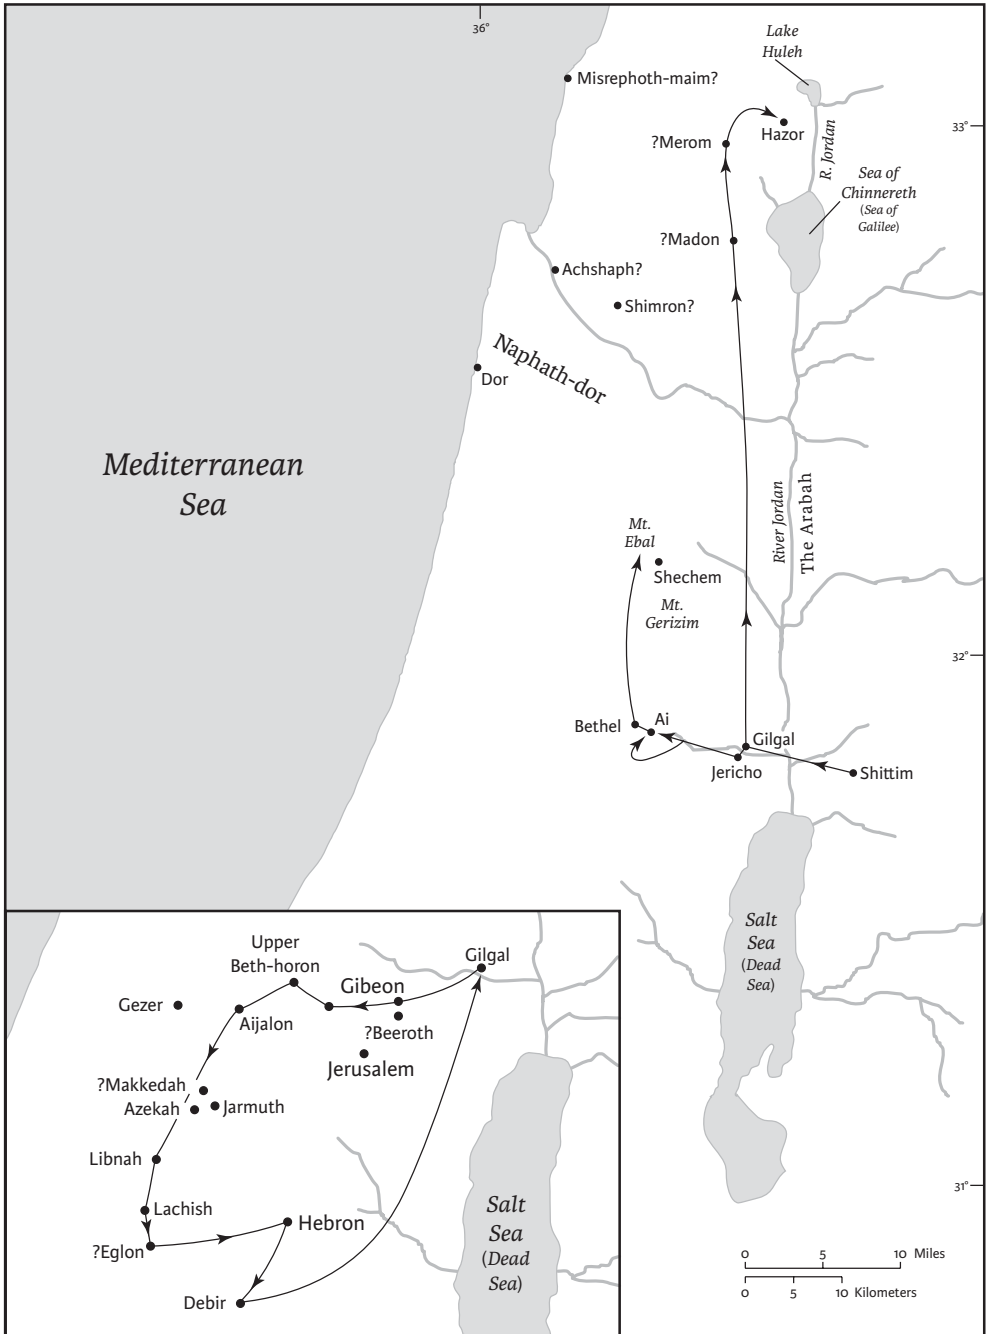 36°
Lake
Huleh
Misrephoth-maim?
33°
Hazor
?Merom
R. Jordan
Sea of
Chinnereth
(Sea of
Galilee)
?Madon
Achshaph?
Shimron?
Naphath-dor
Dor
Mediterranean
Sea
River Jordan
The Arabah
Mt.
Ebal
Shechem
Mt.
Gerizim
32°
Bethel
Ai
Gilgal
Jericho
Shittim
Salt
Sea
(Dead
Sea)
31°
0 5 10 Miles
0 5 10 Kilometers
Upper
Beth-horon
Gilgal
Gibeon
Gezer
Aijalon
?Beeroth
Jerusalem
?Makkedah
Azekah
Jarmuth
Libnah
Lachish
?Eglon
Hebron
Debir
Salt
Sea
(Dead
Sea)